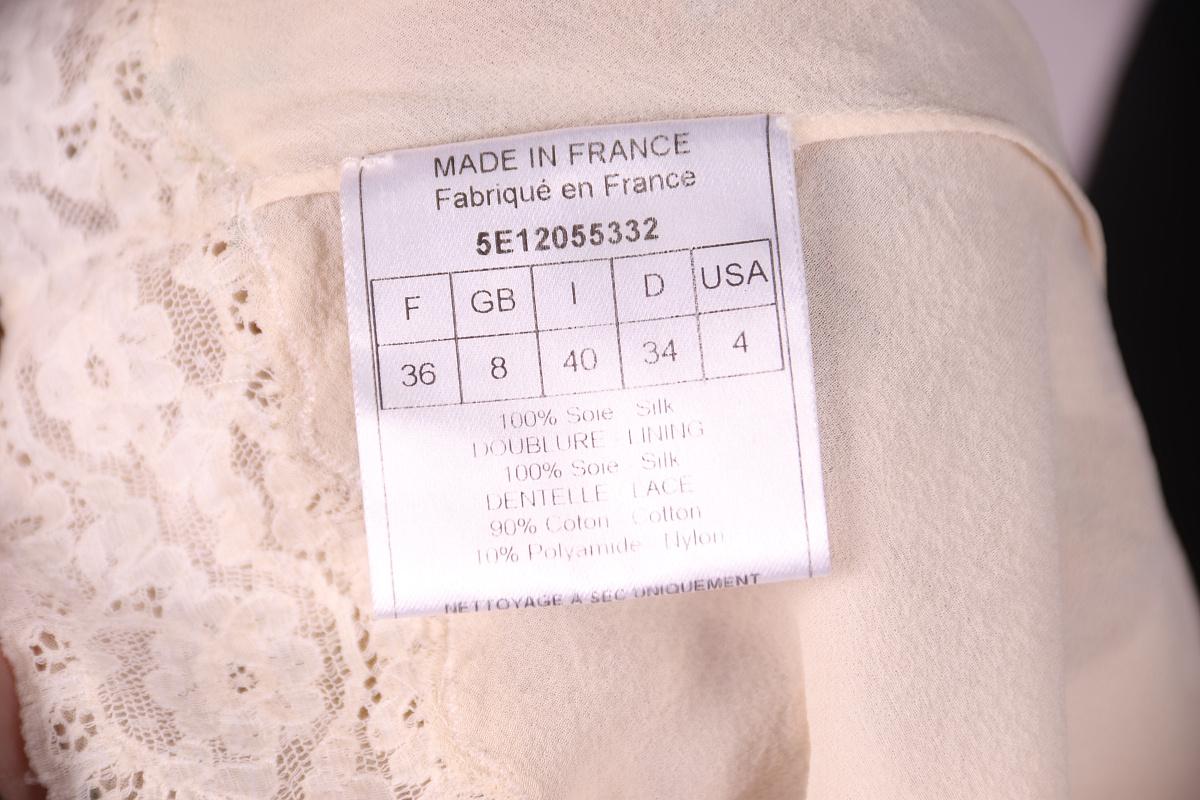 MADE IN FRANCE
Fabriqué en France
5E12055332
F GB I D USA
36 8 40 34 4
100% Soie Silk
DOUBLURE LINING
100% Soie Silk
DENTELLE LACE
90% Coton Cotton
10% Polyamide Nylon
NETTOYAGE A SEC UNIQUEMENT